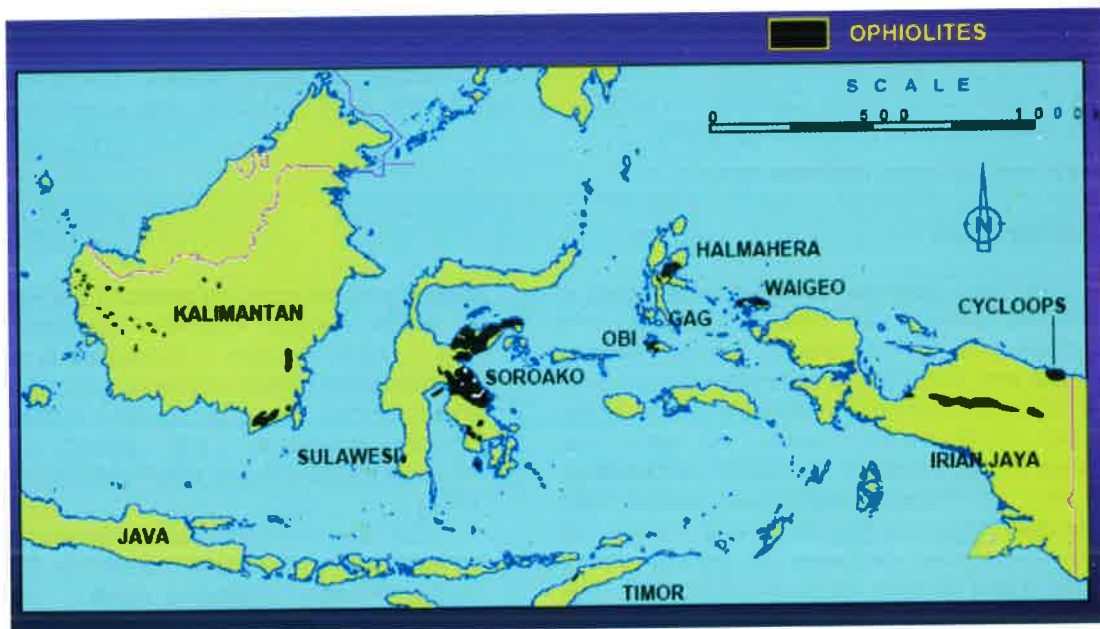 OPHIOLITES
SCALE
0 500 1000
N
HALMAHERA
WAIGEO
CYCLOOPS
KALIMANTAN
GAG
OBI
SOROAKO
SULAWESI
IRIAN JAYA
JAVA
TIMOR